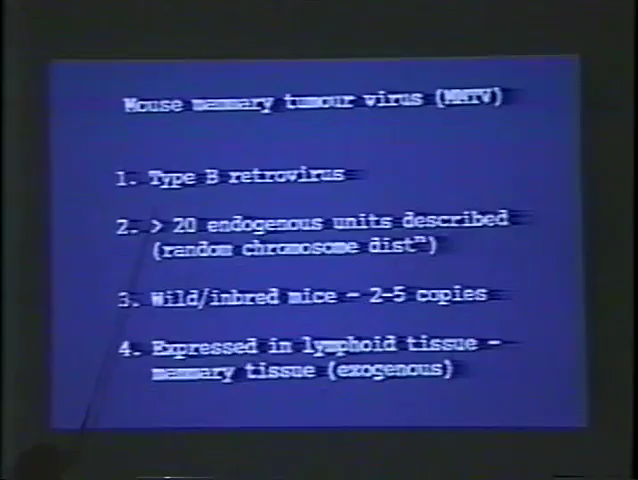 Mouse mammary tumour virus (MMTV)
1. Type B retrovirus
2. > 20 endogenous units described
(random chromosome distⁿ)
3. Wild/inbred mice - 2-5 copies
4. Expressed in lymphoid tissue -
mammary tissue (exogenous)